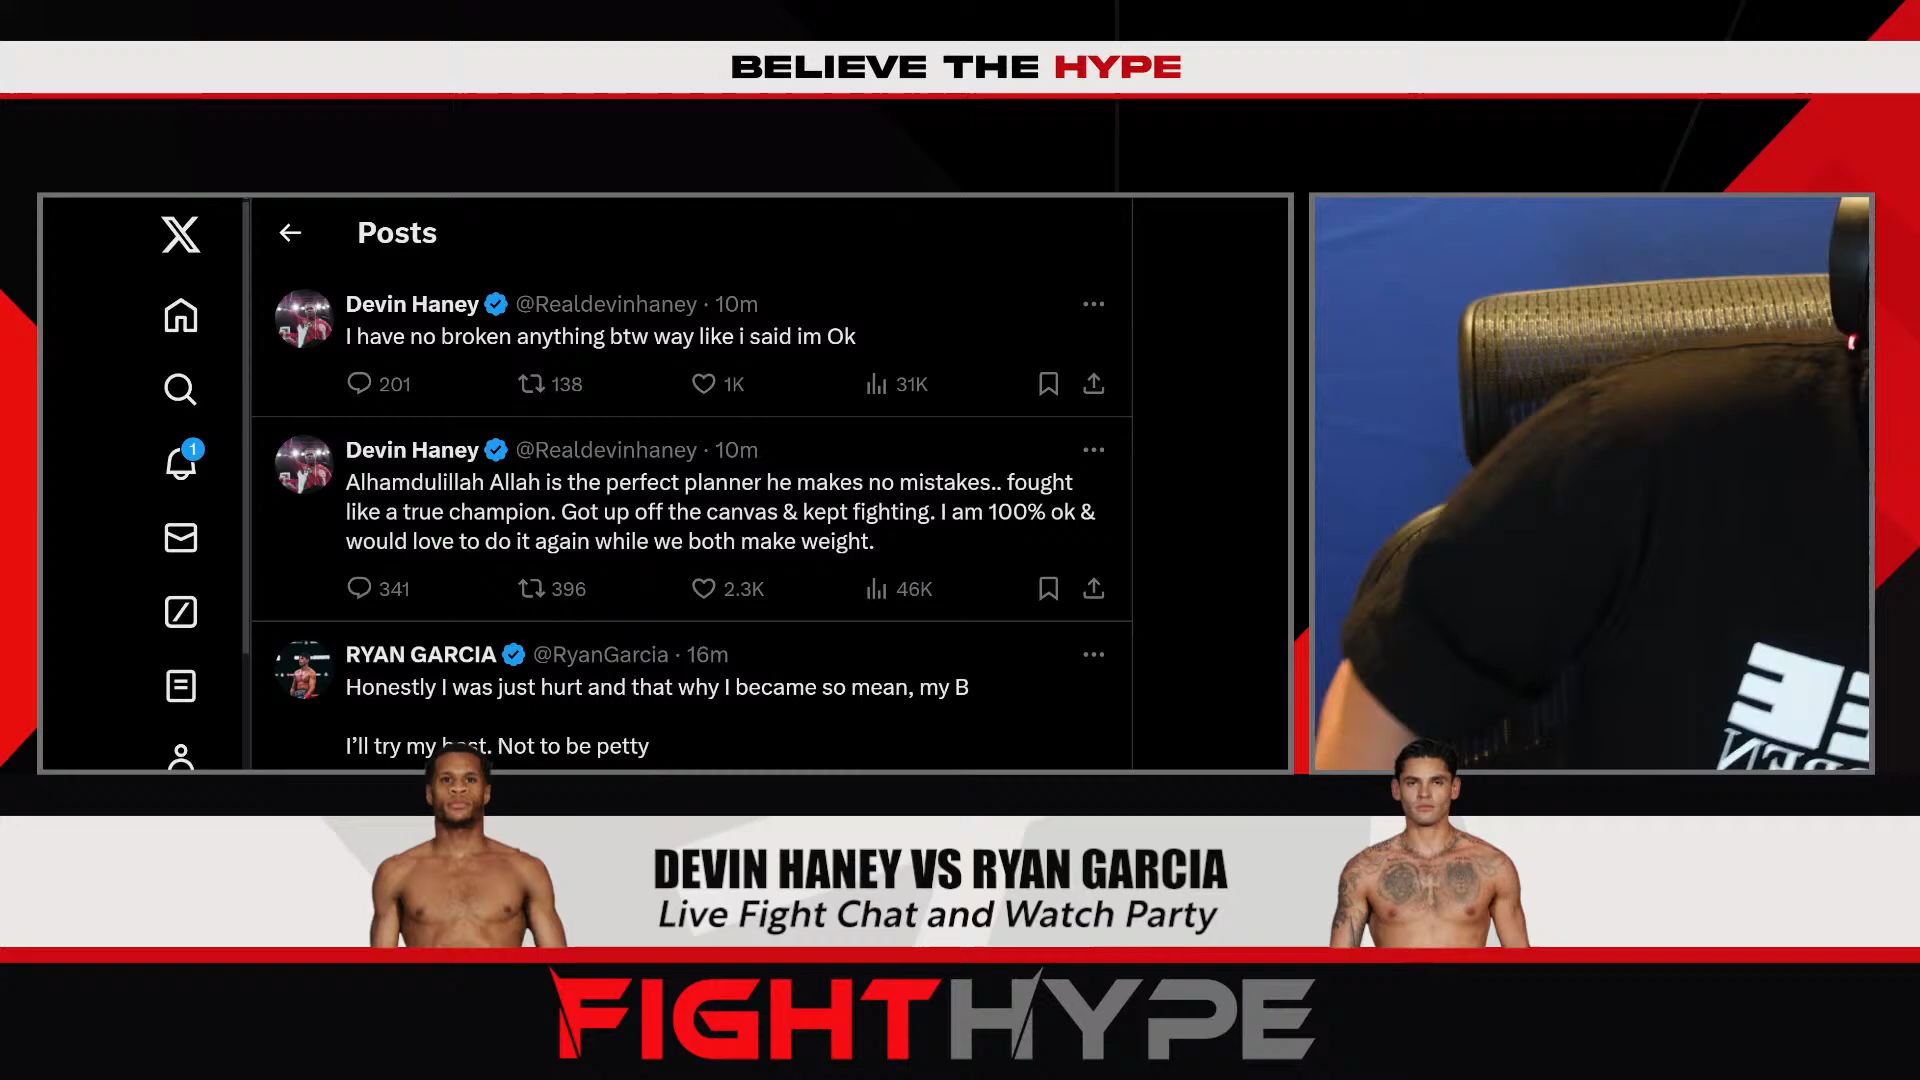 BELIEVE THE HYPE
Posts
Devin Haney @Realdevinhaney · 10m
I have no broken anything btw way like i said im Ok
201 138 1K 31K
1
Devin Haney @Realdevinhaney · 10m
Alhamdulillah Allah is the perfect planner he makes no mistakes.. fought
like a true champion. Got up off the canvas & kept fighting. I am 100% ok &
would love to do it again while we both make weight.
341 396 2.3K 46K
RYAN GARCIA @RyanGarcia · 16m
Honestly I was just hurt and that why I became so mean, my B
I'll try my best. Not to be petty
DEVIN HANEY VS RYAN GARCIA
Live Fight Chat and Watch Party
FIGHTHYPE